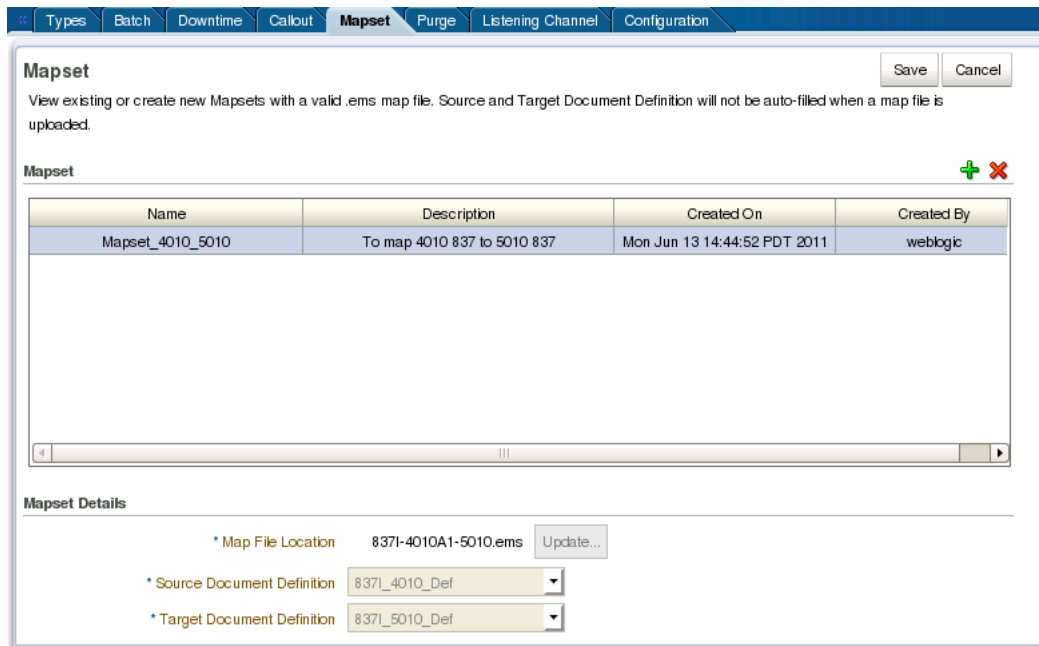 « Types Batch Downtime Callout Mapset Purge Listening Channel Configuration
Mapset Save Cancel
View existing or create new Mapsets with a valid .ems map file. Source and Target Document Definition will not be auto-filled when a map file is
uploaded.
Mapset
Name Description Created On Created By
Mapset_4010_5010 To map 4010 837 to 5010 837 Mon Jun 13 14:44:52 PDT 2011 weblogic
Mapset Details
* Map File Location 837I-4010A1-5010.ems Update...
* Source Document Definition 837I_4010_Def
* Target Document Definition 837I_5010_Def